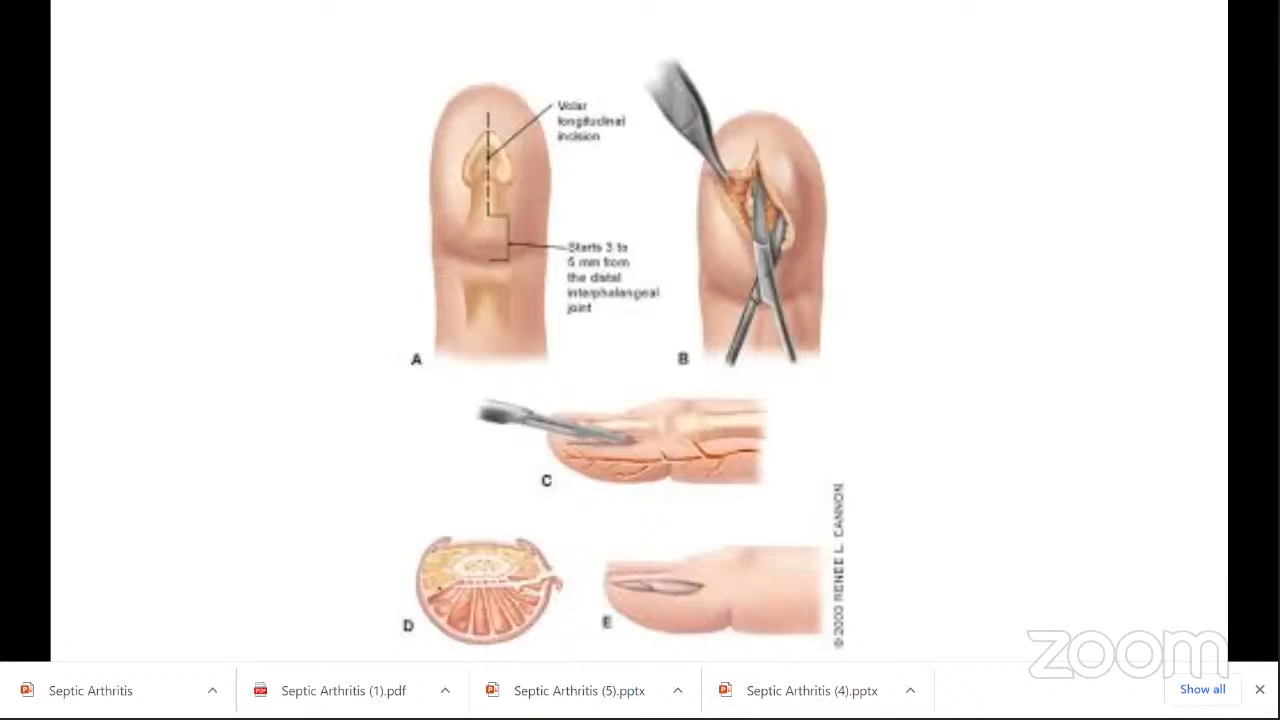 Volar
longitudinal
incision
Starts 3 to
5 mm from
the distal
interphalangeal
joint
A
B
C
D
E
© 2003 RENEE L. CANNON
zoom
Septic Arthritis
Septic Arthritis (1).pdf
Septic Arthritis (5).pptx
Septic Arthritis (4).pptx
Show all